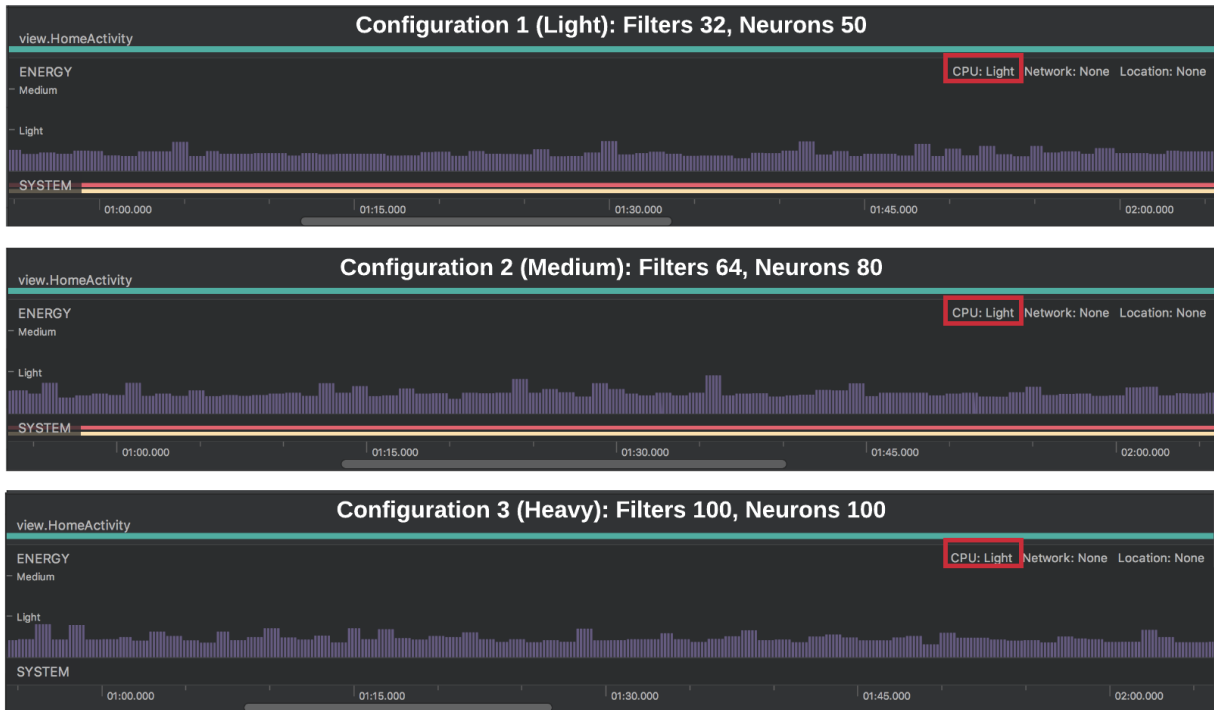 Configuration 1 (Light): Filters 32, Neurons 50
view.HomeActivity
ENERGY
CPU: Light Network: None Location: None
Medium
Light
SYSTEM
01:00.000 01:15.000 01:30.000 01:45.000 02:00.000
Configuration 2 (Medium): Filters 64, Neurons 80
view.HomeActivity
ENERGY
CPU: Light Network: None Location: None
Medium
Light
SYSTEM
01:00.000 01:15.000 01:30.000 01:45.000 02:00.000
Configuration 3 (Heavy): Filters 100, Neurons 100
view.HomeActivity
ENERGY
CPU: Light Network: None Location: None
Medium
Light
SYSTEM
01:00.000 01:15.000 01:30.000 01:45.000 02:00.000